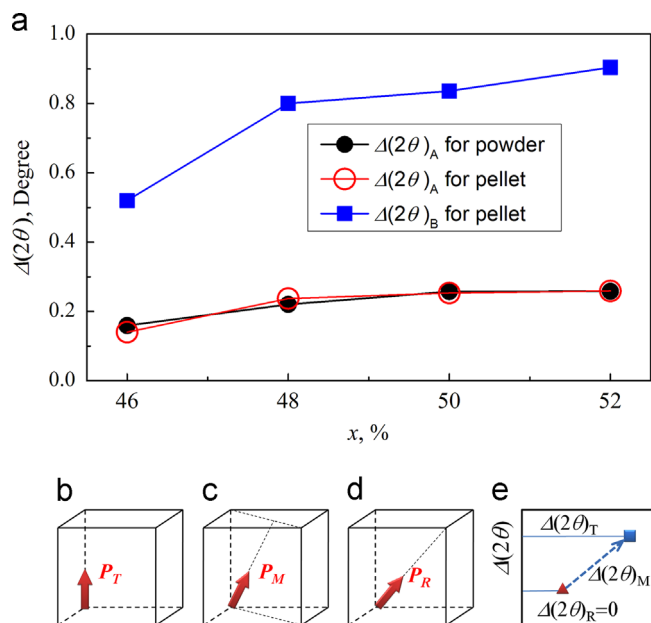 a
1.0
0.8
0.6
0.4
0.2
0.0
Δ(2θ), Degree
Δ(2θ)A for powder
Δ(2θ)A for pellet
Δ(2θ)B for pellet
46 48 50 52
x, %
b c d e
PT
PM
PR
Δ(2θ)
Δ(2θ)T
Δ(2θ)M
Δ(2θ)R=0